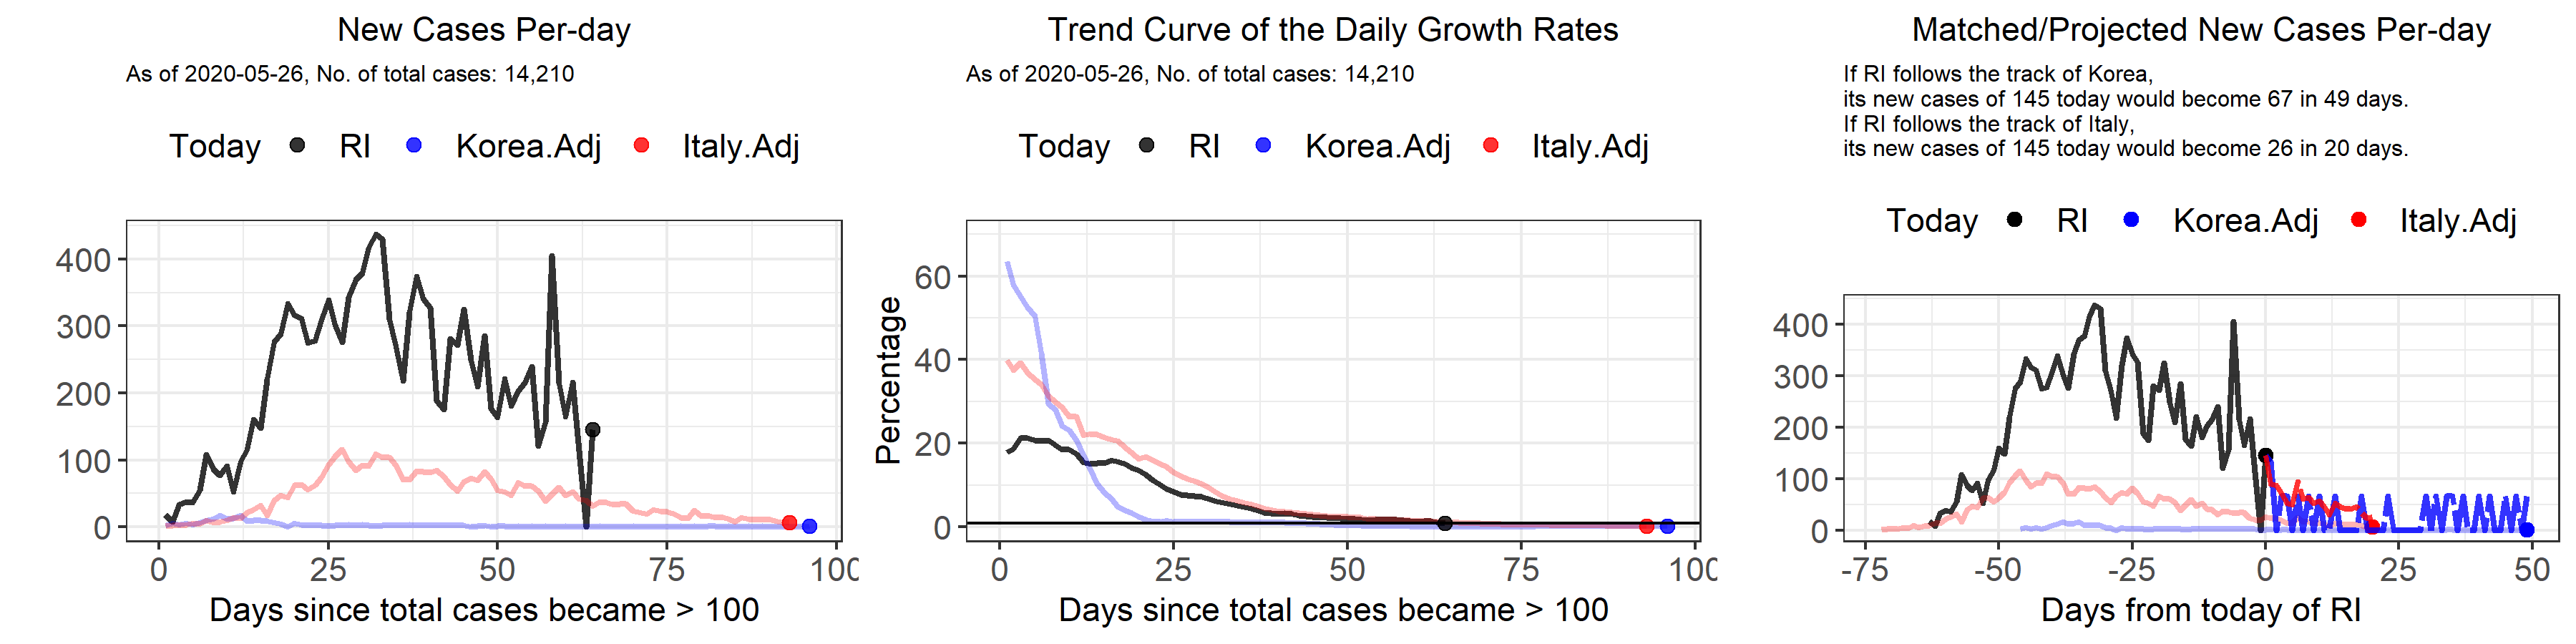 New Cases Per-day
As of 2020-05-26, No. of total cases: 14,210
Today RI Korea.Adj Italy.Adj
400
300
200
100
0
0 25 50 75 100
Days since total cases became > 100
Trend Curve of the Daily Growth Rates
As of 2020-05-26, No. of total cases: 14,210
Today RI Korea.Adj Italy.Adj
Percentage
60
40
20
0
0 25 50 75 100
Days since total cases became > 100
Matched/Projected New Cases Per-day
If RI follows the track of Korea,
its new cases of 145 today would become 67 in 49 days.
If RI follows the track of Italy,
its new cases of 145 today would become 26 in 20 days.
Today RI Korea.Adj Italy.Adj
400
300
200
100
0
-75 -50 -25 0 25 50
Days from today of RI